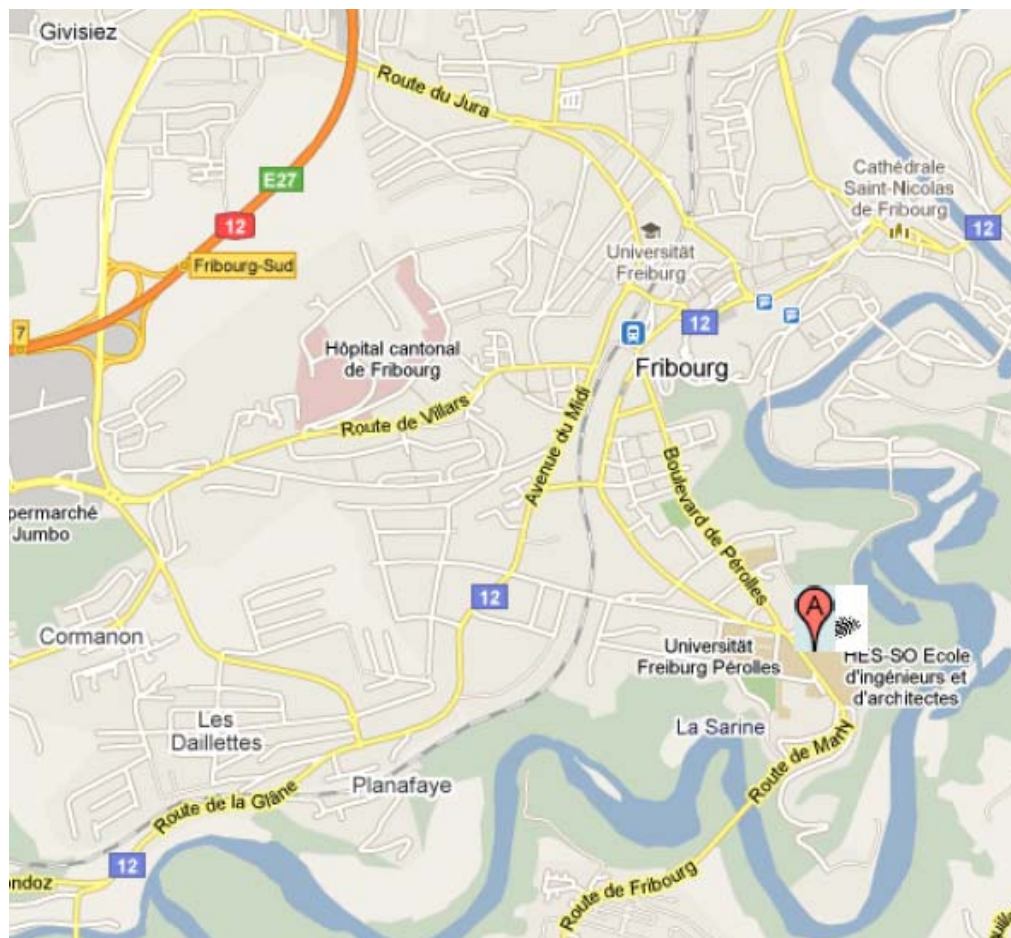 Givisiez
Route du Jura
E27
12
Fribourg-Sud
7
Cathédrale
Saint-Nicolas
de Fribourg
12
Universität
Freiburg
12
Fribourg
Hôpital cantonal
de Fribourg
Route de Villars
Avenue du Midi
Boulevard de Pérolles
permarché
Jumbo
12
A
Cormanon
Universität
Freiburg Pérolles
HES-SO Ecole
d'ingénieurs et
d'architectes
Les
Daillettes
La Sarine
Route de Marly
Planafaye
Route de la Glâne
12
ondoz
Route de Fribourg